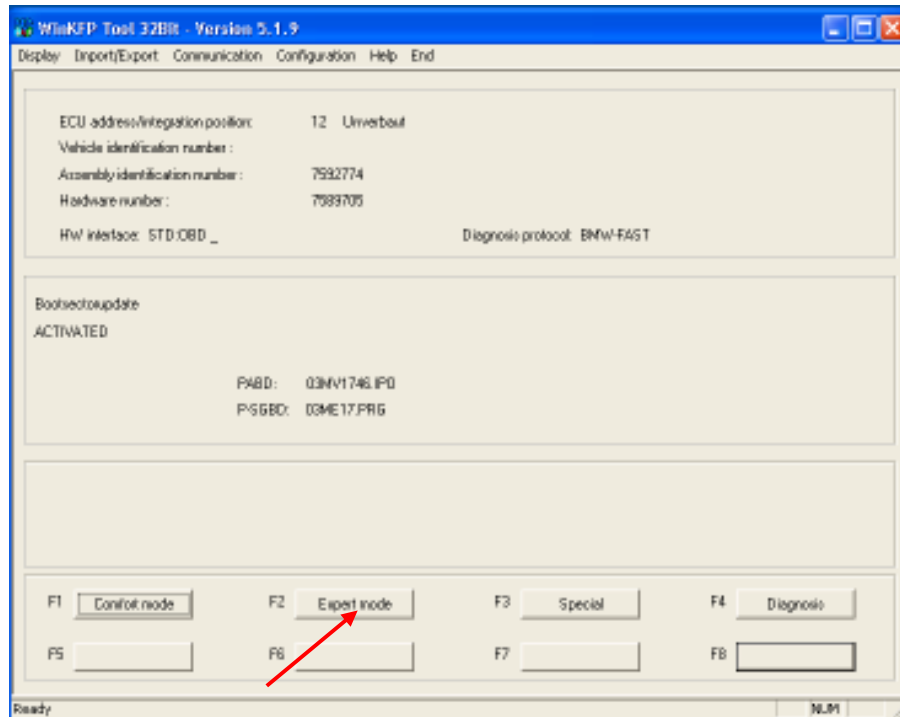 WinKFP Tool 32Bit - Version 5.1.9
Display Import/Export Communication Configuration Help End
ECU address/integration position: 12 Unverbaut
Vehicle identification number :
Assembly identification number : 7592774
Hardware number : 7589705
HW interface: STD:OBD _ Diagnosis protocol: BMW-FAST
Bootsectorupdate
ACTIVATED
PABD: 03MV1746.IPO
P-SGBD: 03ME17.PRG
F1 Comfort mode F2 Expert mode F3 Special F4 Diagnosis
F5 F6 F7 F8
Ready NUM